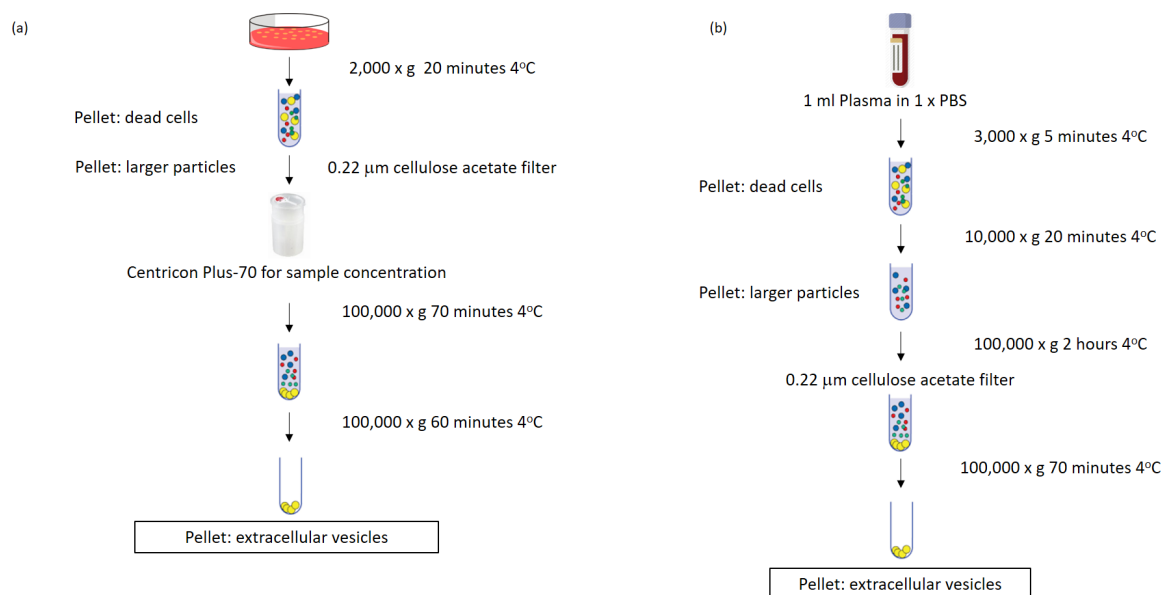 (a)
2,000 x g  20 minutes 4°C
Pellet: dead cells
Pellet: larger particles
0.22 μm cellulose acetate filter
Centricon Plus-70 for sample concentration
100,000 x g 70 minutes 4°C
100,000 x g 60 minutes 4°C
Pellet: extracellular vesicles
(b)
1 ml Plasma in 1 x PBS
3,000 x g 5 minutes 4°C
Pellet: dead cells
10,000 x g 20 minutes 4°C
Pellet: larger particles
100,000 x g 2 hours 4°C
0.22 μm cellulose acetate filter
100,000 x g 70 minutes 4°C
Pellet: extracellular vesicles